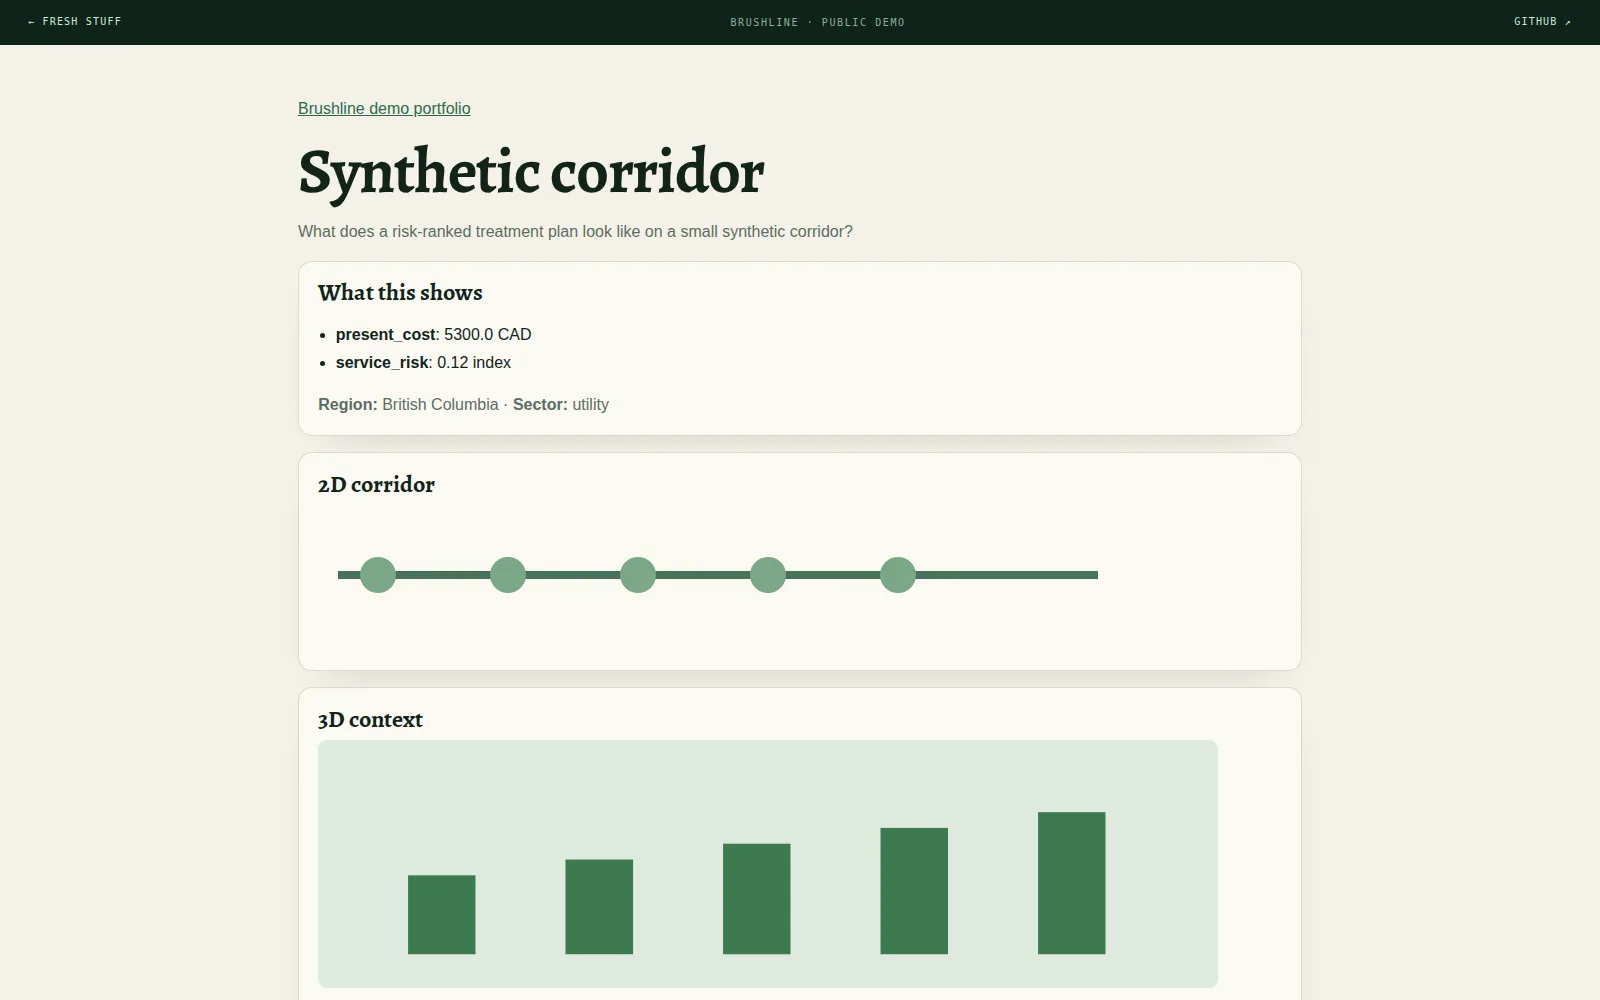 ← FRESH STUFF
BRUSHLINE · PUBLIC DEMO
GITHUB ↗
Brushline demo portfolio
Synthetic corridor
What does a risk-ranked treatment plan look like on a small synthetic corridor?
What this shows
• present_cost: 5300.0 CAD
• service_risk: 0.12 index
Region: British Columbia · Sector: utility
2D corridor
3D context